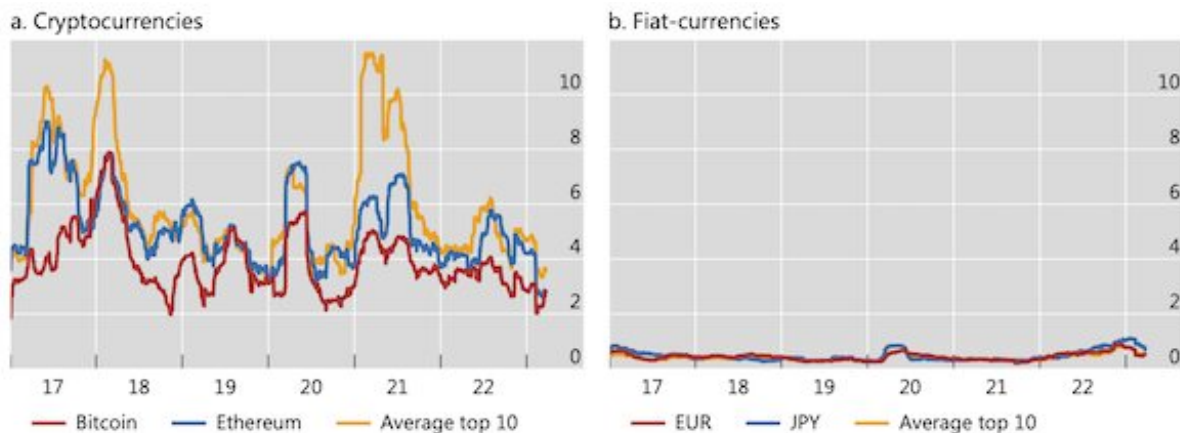 a. Cryptocurrencies
10
8
6
4
2
0
17 18 19 20 21 22
Bitcoin Ethereum Average top 10
b. Fiat-currencies
10
8
6
4
2
0
17 18 19 20 21 22
EUR JPY Average top 10